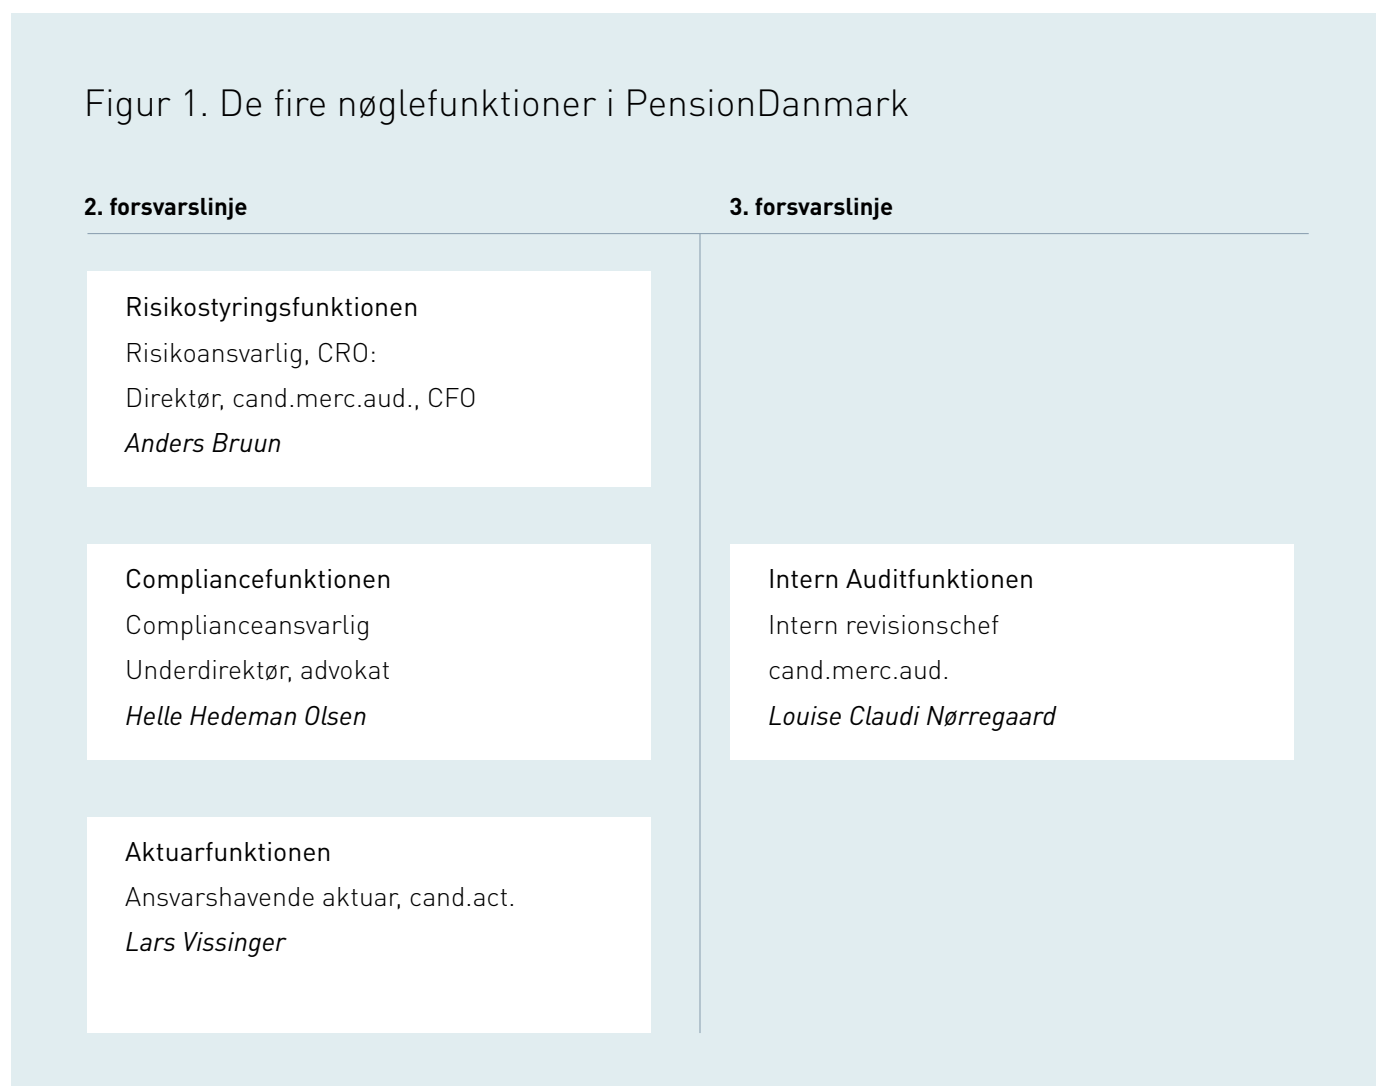 Figur 1. De fire nøglefunktioner i PensionDanmark
2. forsvarslinje
Risikostyringsfunktionen
Risikoansvarlig, CRO:
Direktør, cand.merc.aud., CFO
Anders Bruun
Compliancefunktionen
Complianceansvarlig
Underdirektør, advokat
Helle Hedeman Olsen
Aktuarfunktionen
Ansvarshavende aktuar, cand.act.
Lars Vissinger
3. forsvarslinje
Intern Auditfunktionen
Intern revisionschef
cand.merc.aud.
Louise Claudi Nørregaard